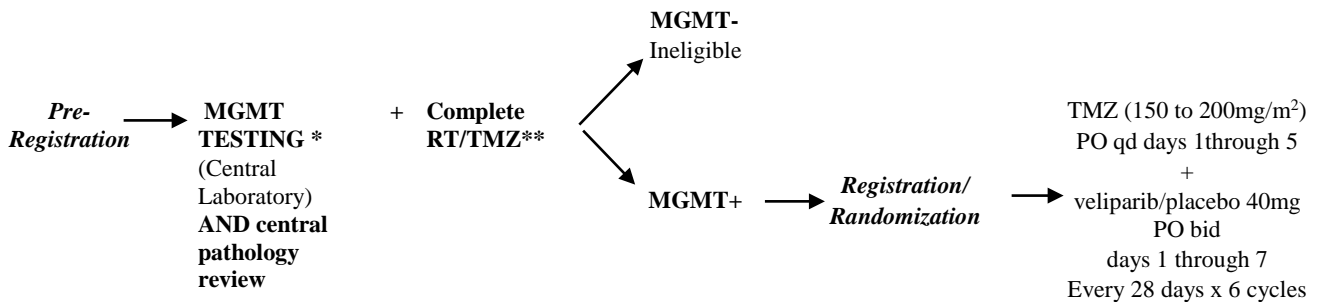 Pre-
Registration
MGMT
TESTING *
(Central
Laboratory)
AND central
pathology
review
+
Complete
RT/TMZ**
MGMT-
Ineligible
MGMT+
Registration/
Randomization
TMZ (150 to 200mg/m²)
PO qd days 1through 5
+
veliparib/placebo 40mg
PO bid
days 1 through 7
Every 28 days x 6 cycles